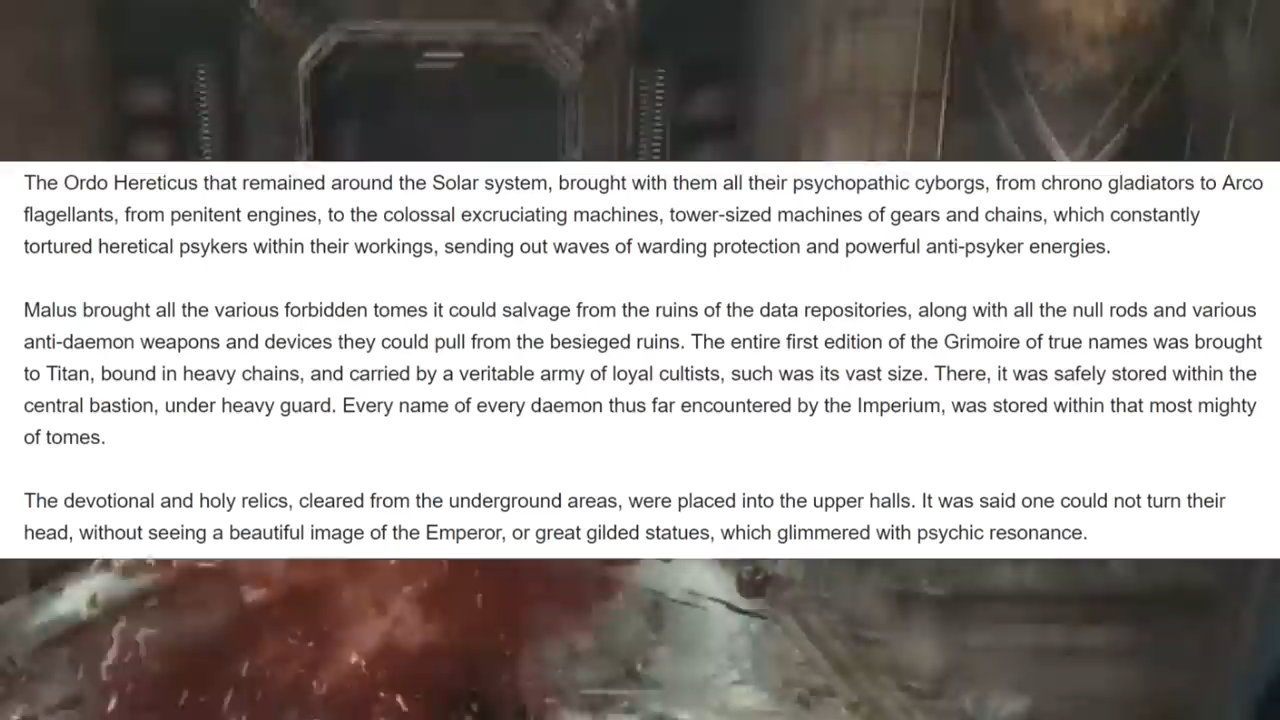 The Ordo Hereticus that remained around the Solar system, brought with them all their psychopathic cyborgs, from chrono gladiators to Arco
flagellants, from penitent engines, to the colossal excruciating machines, tower-sized machines of gears and chains, which constantly
tortured heretical psykers within their workings, sending out waves of warding protection and powerful anti-psyker energies.
Malus brought all the various forbidden tomes it could salvage from the ruins of the data repositories, along with all the null rods and various
anti-daemon weapons and devices they could pull from the besieged ruins. The entire first edition of the Grimoire of true names was brought
to Titan, bound in heavy chains, and carried by a veritable army of loyal cultists, such was its vast size. There, it was safely stored within the
central bastion, under heavy guard. Every name of every daemon thus far encountered by the Imperium, was stored within that most mighty
of tomes.
The devotional and holy relics, cleared from the underground areas, were placed into the upper halls. It was said one could not turn their
head, without seeing a beautiful image of the Emperor, or great gilded statues, which glimmered with psychic resonance.